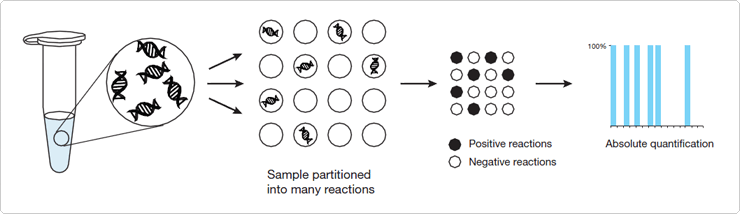 Sample partitioned
into many reactions
Positive reactions
Negative reactions
100%
Absolute quantification